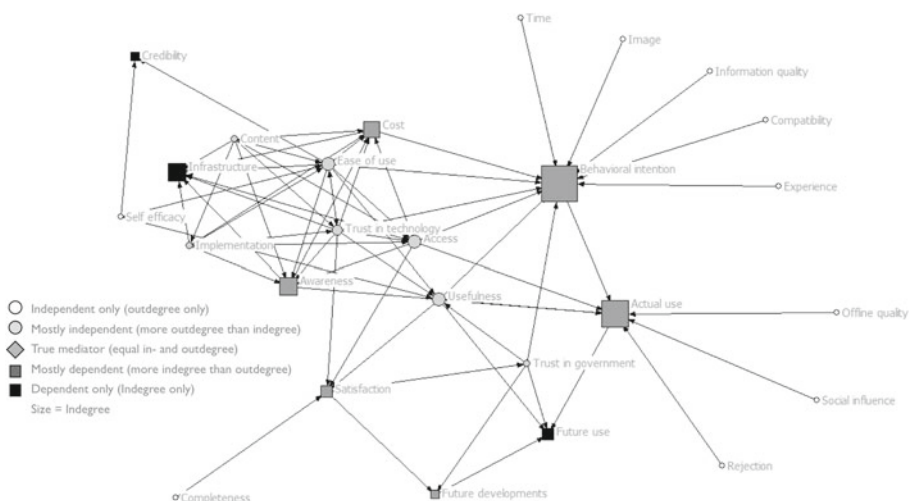 Time
Image
Credibility
Information quality
Compatibility
Cost
Content
Ease of use
Infrastructure
Behavioral intention
Experience
Self efficacy
Trust in technology
Implementation
Access
Awareness
Usefulness
Independent only (outdegree only)
Actual use
Offline quality
Mostly independent (more outdegree than indegree)
True mediator (equal in- and outdegree)
Mostly dependent (more indegree than outdegree)
Trust in government
Dependent only (Indegree only)
Satisfaction
Social influence
Size = Indegree
Future use
Rejection
Completeness
Future developments